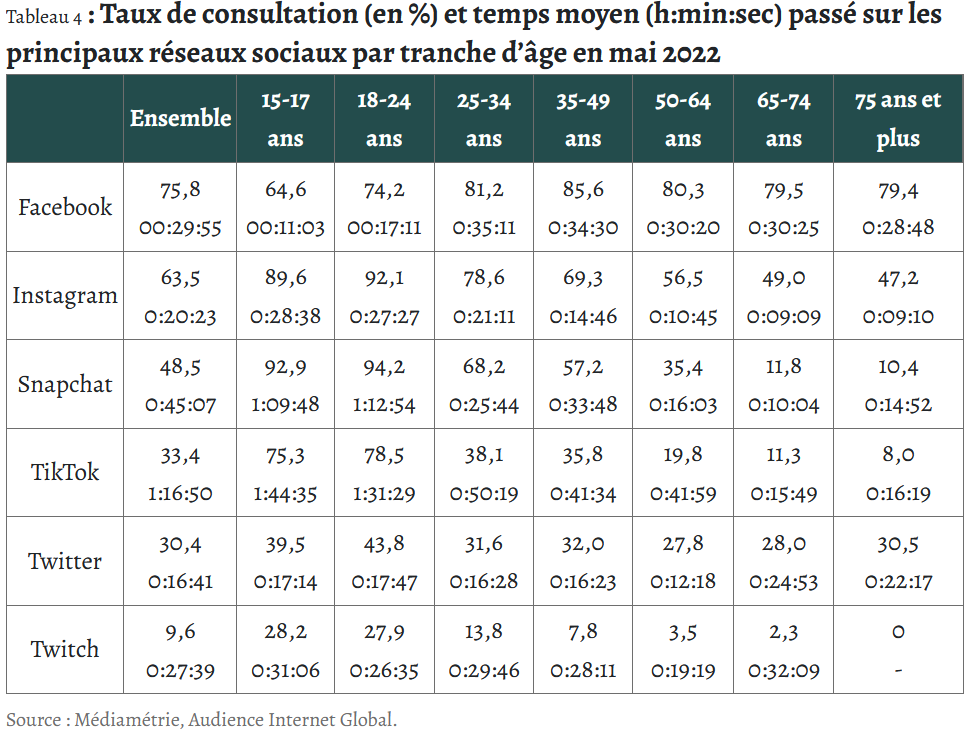 Tableau 4 : Taux de consultation (en %) et temps moyen (h:min:sec) passé sur les
principaux réseaux sociaux par tranche d’âge en mai 2022
Ensemble 15-17 ans 18-24 ans 25-34 ans 35-49 ans 50-64 ans 65-74 ans 75 ans et plus
Facebook
75,8 64,6 74,2 81,2 85,6 80,3 79,5 79,4
00:29:55 00:11:03 00:17:11 0:35:11 0:34:30 0:30:20 0:30:25 0:28:48
Instagram
63,5 89,6 92,1 78,6 69,3 56,5 49,0 47,2
0:20:23 0:28:38 0:27:27 0:21:11 0:14:46 0:10:45 0:09:09 0:09:10
Snapchat
48,5 92,9 94,2 68,2 57,2 35,4 11,8 10,4
0:45:07 1:09:48 1:12:54 0:25:44 0:33:48 0:16:03 0:10:04 0:14:52
TikTok
33,4 75,3 78,5 38,1 35,8 19,8 11,3 8,0
1:16:50 1:44:35 1:31:29 0:50:19 0:41:34 0:41:59 0:15:49 0:16:19
Twitter
30,4 39,5 43,8 31,6 32,0 27,8 28,0 30,5
0:16:41 0:17:14 0:17:47 0:16:28 0:16:23 0:12:18 0:24:53 0:22:17
Twitch
9,6 28,2 27,9 13,8 7,8 3,5 2,3 0
0:27:39 0:31:06 0:26:35 0:29:46 0:28:11 0:19:19 0:32:09 -
Source : Médiamétrie, Audience Internet Global.